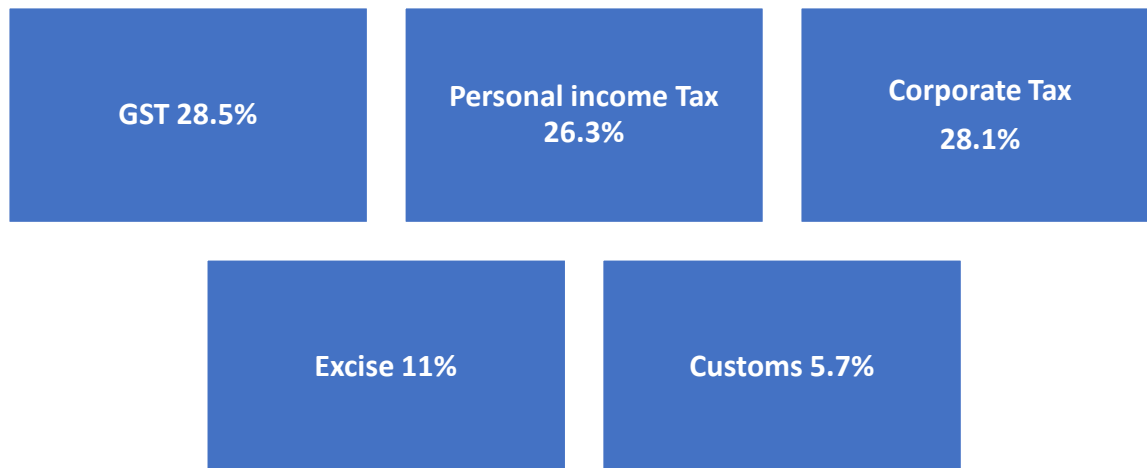 GST 28.5%
Personal income Tax
26.3%
Corporate Tax
28.1%
Excise 11%
Customs 5.7%